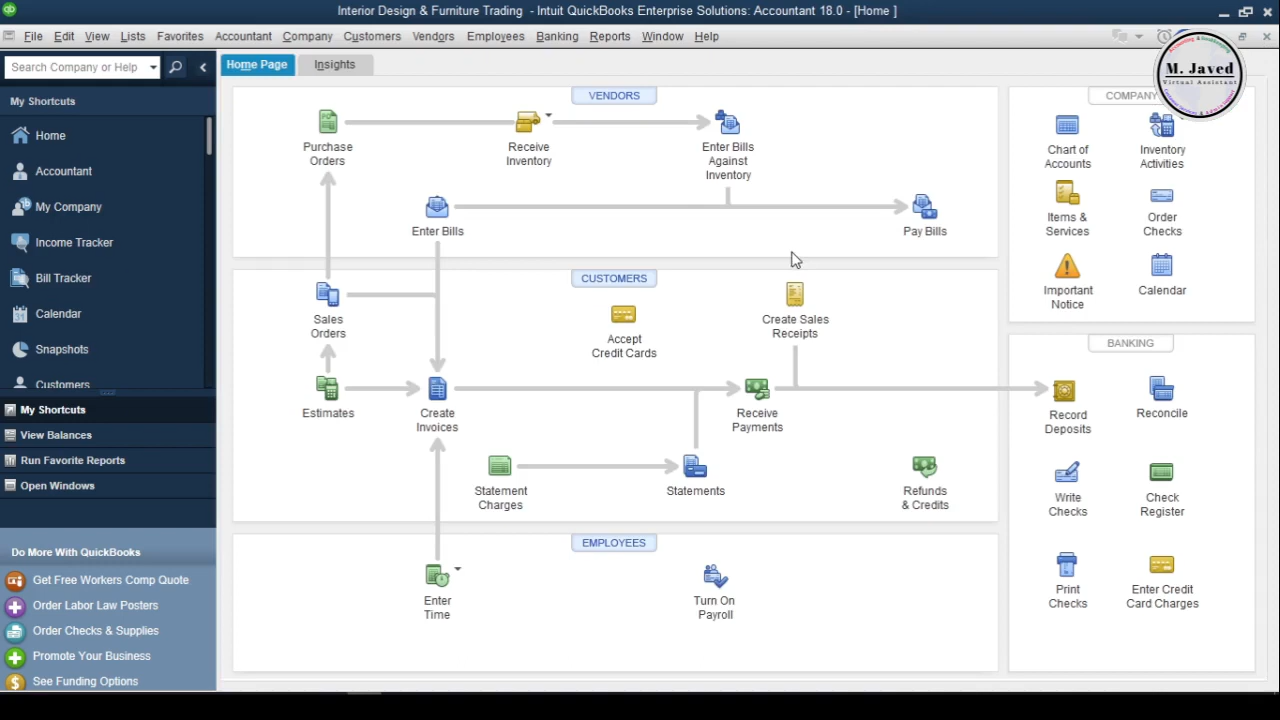 Interior Design & Furniture Trading - Intuit QuickBooks Enterprise Solutions: Accountant 18.0 - [Home ]
File Edit View Lists Favorites Accountant Company Customers Vendors Employees Banking Reports Window Help
Search Company or Help
Home Page
Insights
M. Javed
Virtual Assistant
My Shortcuts
Home
Accountant
My Company
Income Tracker
Bill Tracker
Calendar
Snapshots
Customers
My Shortcuts
View Balances
Run Favorite Reports
Open Windows
Do More With QuickBooks
Get Free Workers Comp Quote
Order Labor Law Posters
Order Checks & Supplies
Promote Your Business
See Funding Options
VENDORS
Purchase
Orders
Receive
Inventory
Enter Bills
Against
Inventory
Enter Bills
Pay Bills
CUSTOMERS
Sales
Orders
Accept
Credit Cards
Create Sales
Receipts
Estimates
Create
Invoices
Receive
Payments
Statement
Charges
Statements
Refunds
& Credits
EMPLOYEES
Enter
Time
Turn On
Payroll
COMPANY
Chart of
Accounts
Inventory
Activities
Items &
Services
Order
Checks
Important
Notice
Calendar
BANKING
Record
Deposits
Reconcile
Write
Checks
Check
Register
Print
Checks
Enter Credit
Card Charges